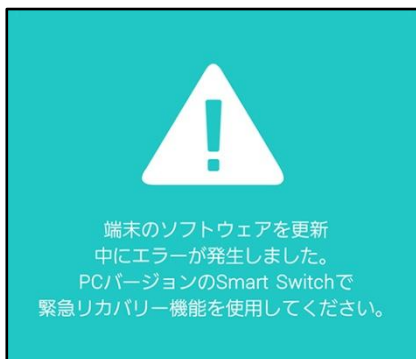 端末のソフトウェアを更新
中にエラーが発生しました。
PCバージョンのSmart Switchで
緊急リカバリー機能を使用してください。